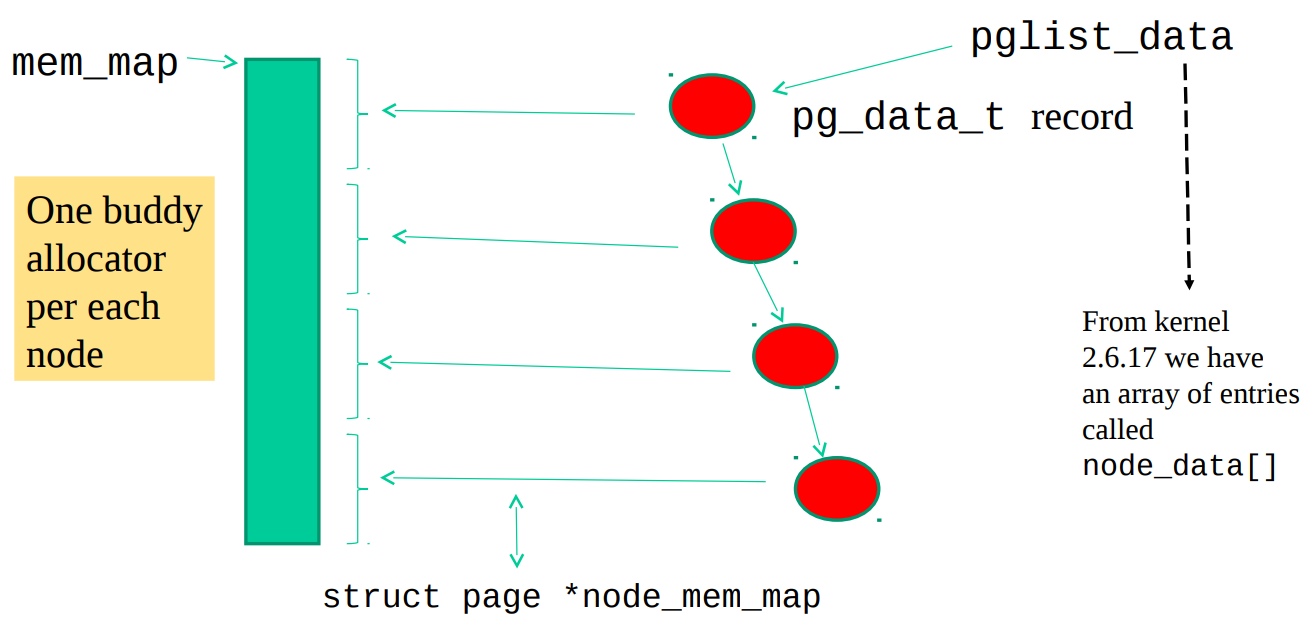 pglist_data
mem_map
pg_data_t record
One buddy
allocator
per each
node
From kernel
2.6.17 we have
an array of entries
called
node_data[]
struct page *node_mem_map